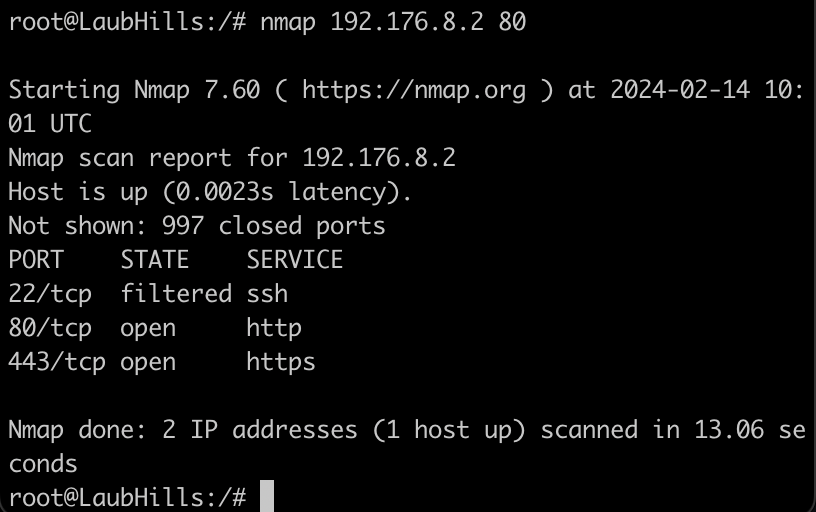 root@LaubHills:/# nmap 192.176.8.2 80
Starting Nmap 7.60 ( https://nmap.org ) at 2024-02-14 10:
01 UTC
Nmap scan report for 192.176.8.2
Host is up (0.0023s latency).
Not shown: 997 closed ports
PORT    STATE    SERVICE
22/tcp  filtered ssh
80/tcp  open     http
443/tcp open     https
Nmap done: 2 IP addresses (1 host up) scanned in 13.06 se
conds
root@LaubHills:/#